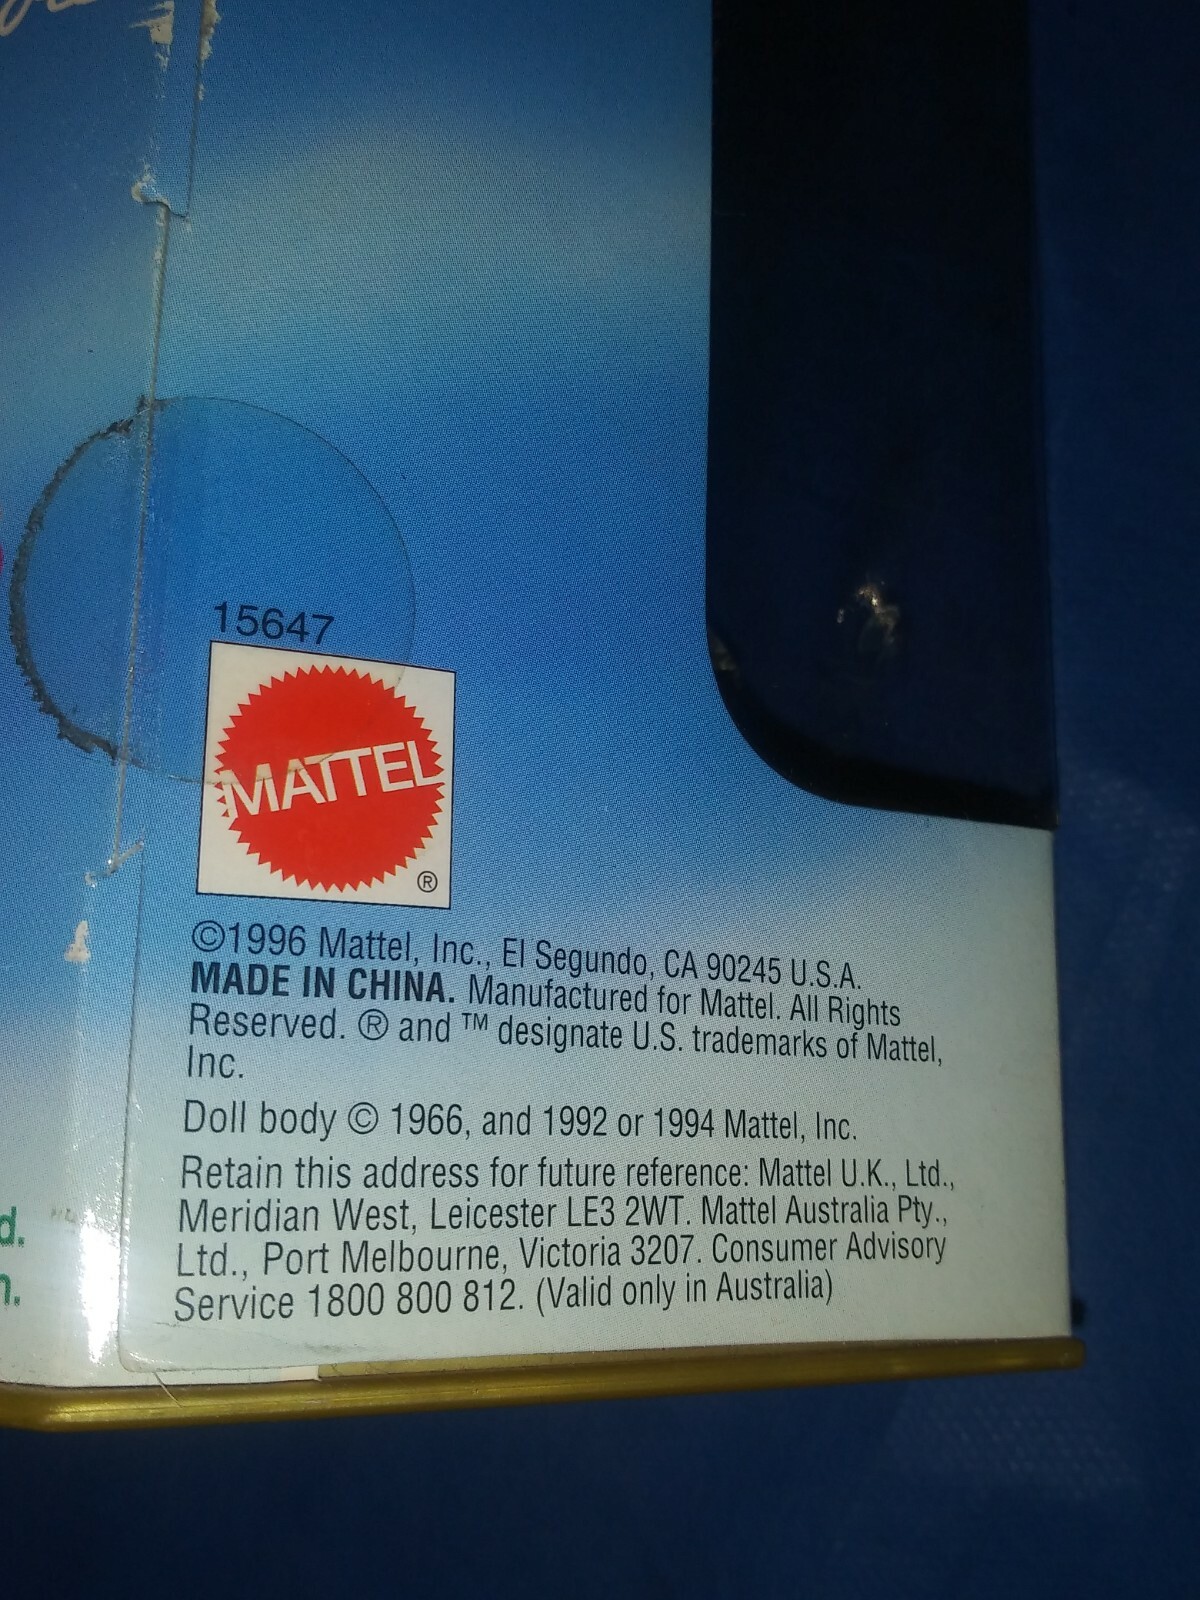 15647
MATTEL
®
©1996 Mattel, Inc., El Segundo, CA 90245 U.S.A.
MADE IN CHINA. Manufactured for Mattel. All Rights
Reserved. ® and ™ designate U.S. trademarks of Mattel,
Inc.
Doll body © 1966, and 1992 or 1994 Mattel, Inc.
Retain this address for future reference: Mattel U.K., Ltd.,
Meridian West, Leicester LE3 2WT. Mattel Australia Pty.,
Ltd., Port Melbourne, Victoria 3207. Consumer Advisory
Service 1800 800 812. (Valid only in Australia)
d.